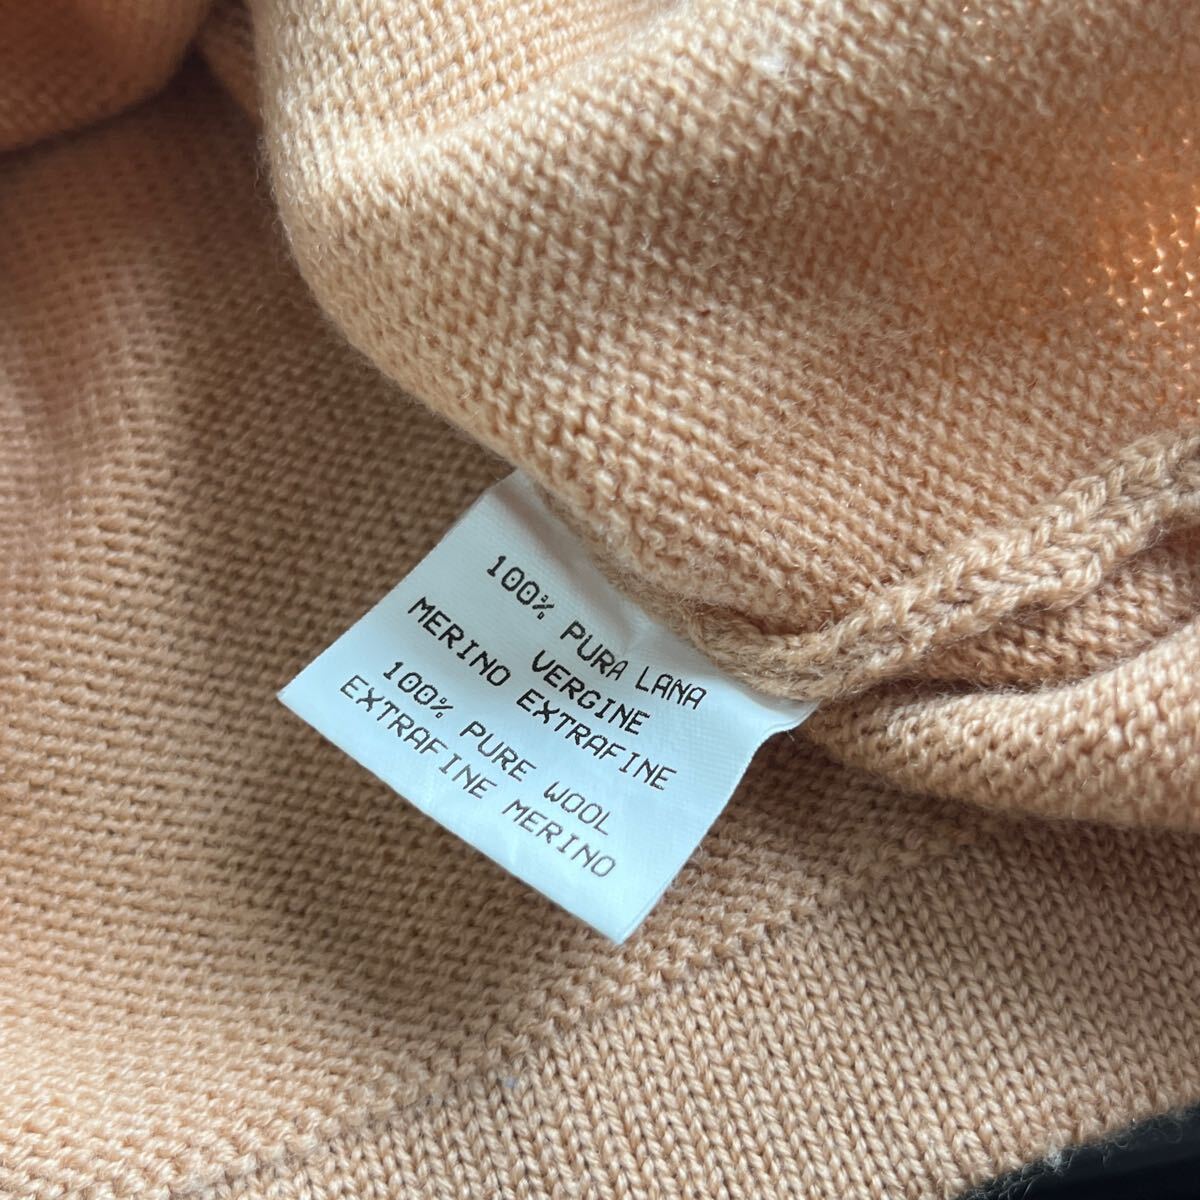 100% PURA LANA
VERGINE
MERINO EXTRAFINE
100% PURE WOOL
EXTRAFINE MERINO